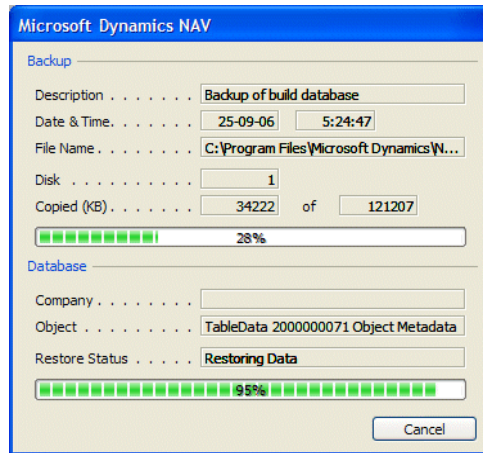 Microsoft Dynamics NAV
Backup
Description . . . . . . . Backup of build database
Date & Time. . . . . . . 25-09-06 5:24:47
File Name . . . . . . . . C:\Program Files\Microsoft Dynamics\N...
Disk . . . . . . . . . . 1
Copied (KB) . . . . . . . 34222 of 121207
28%
Database
Company . . . . . . . .
Object . . . . . . . . . TableData 2000000071 Object Metadata
Restore Status . . . . . Restoring Data
95%
Cancel